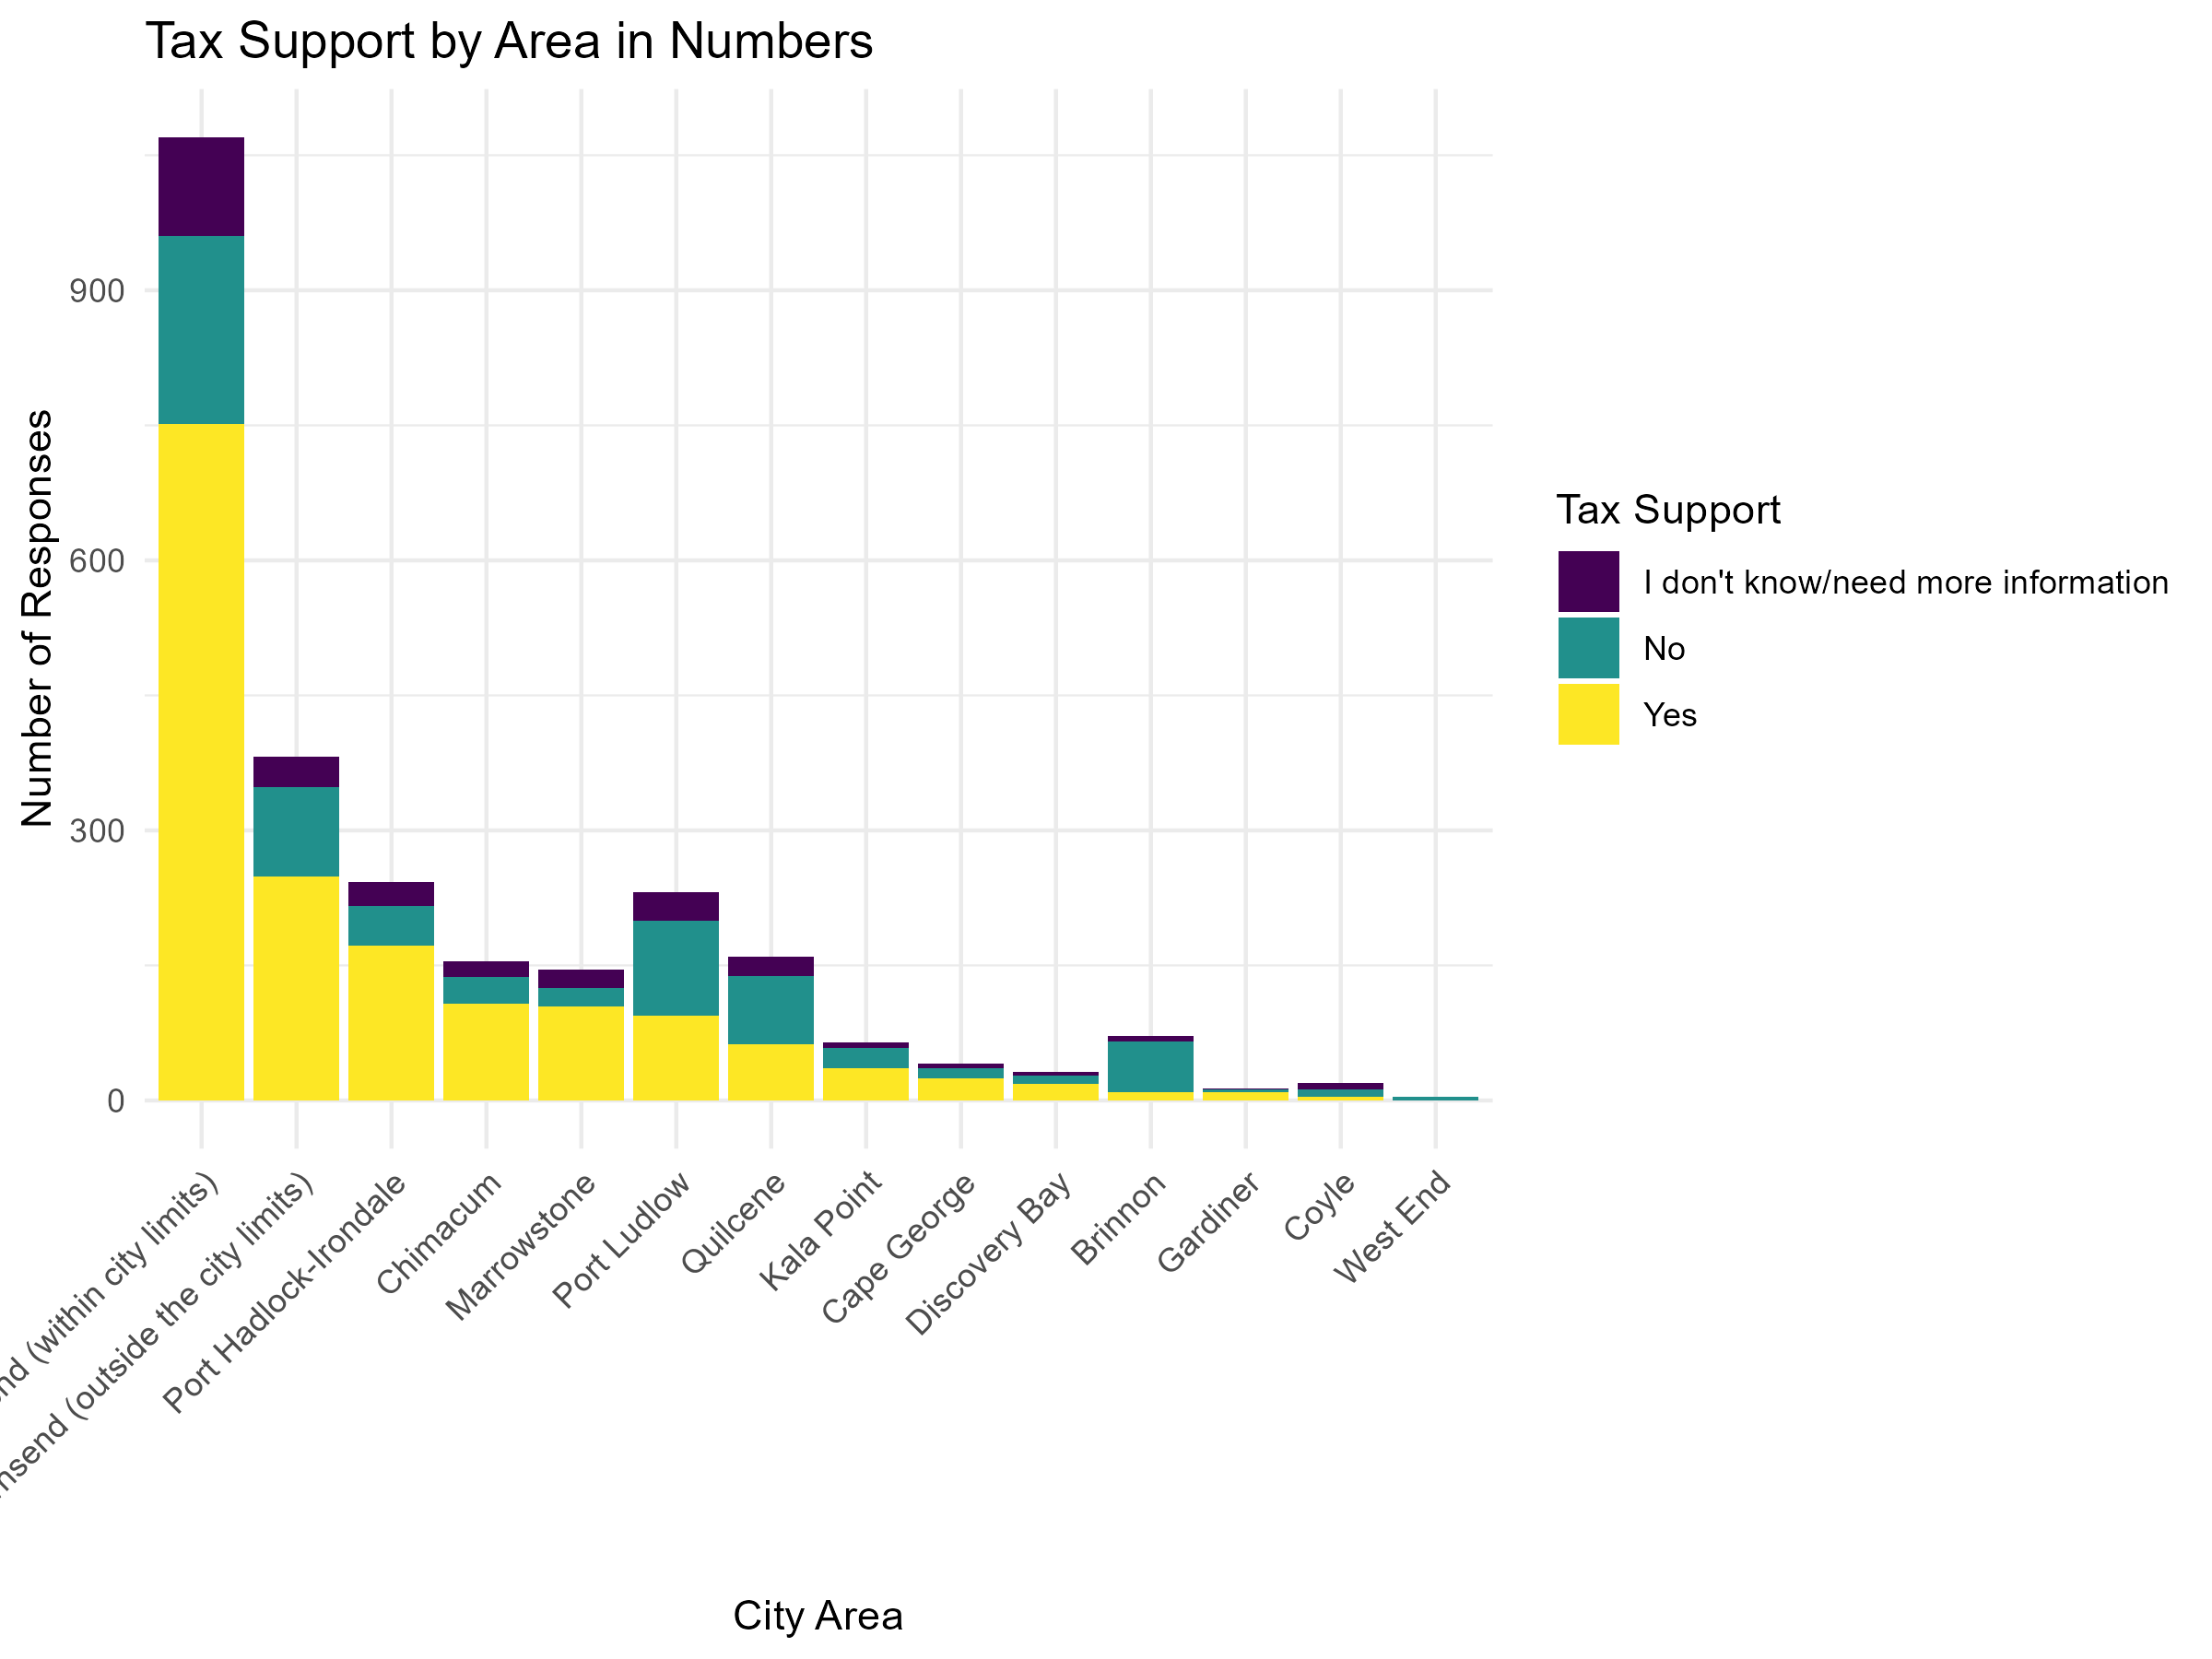 Tax Support by Area in Numbers
Number of Responses
900
600
300
0
Tax Support
I don't know/need more information
No
Yes
(within city limits)
(outside the city limits)
Port Hadlock-Irondale
Chimacum
Marrowstone
Port Ludlow
Quilcene
Kala Point
Cape George
Discovery Bay
Brinnon
Gardiner
Coyle
West End
City Area